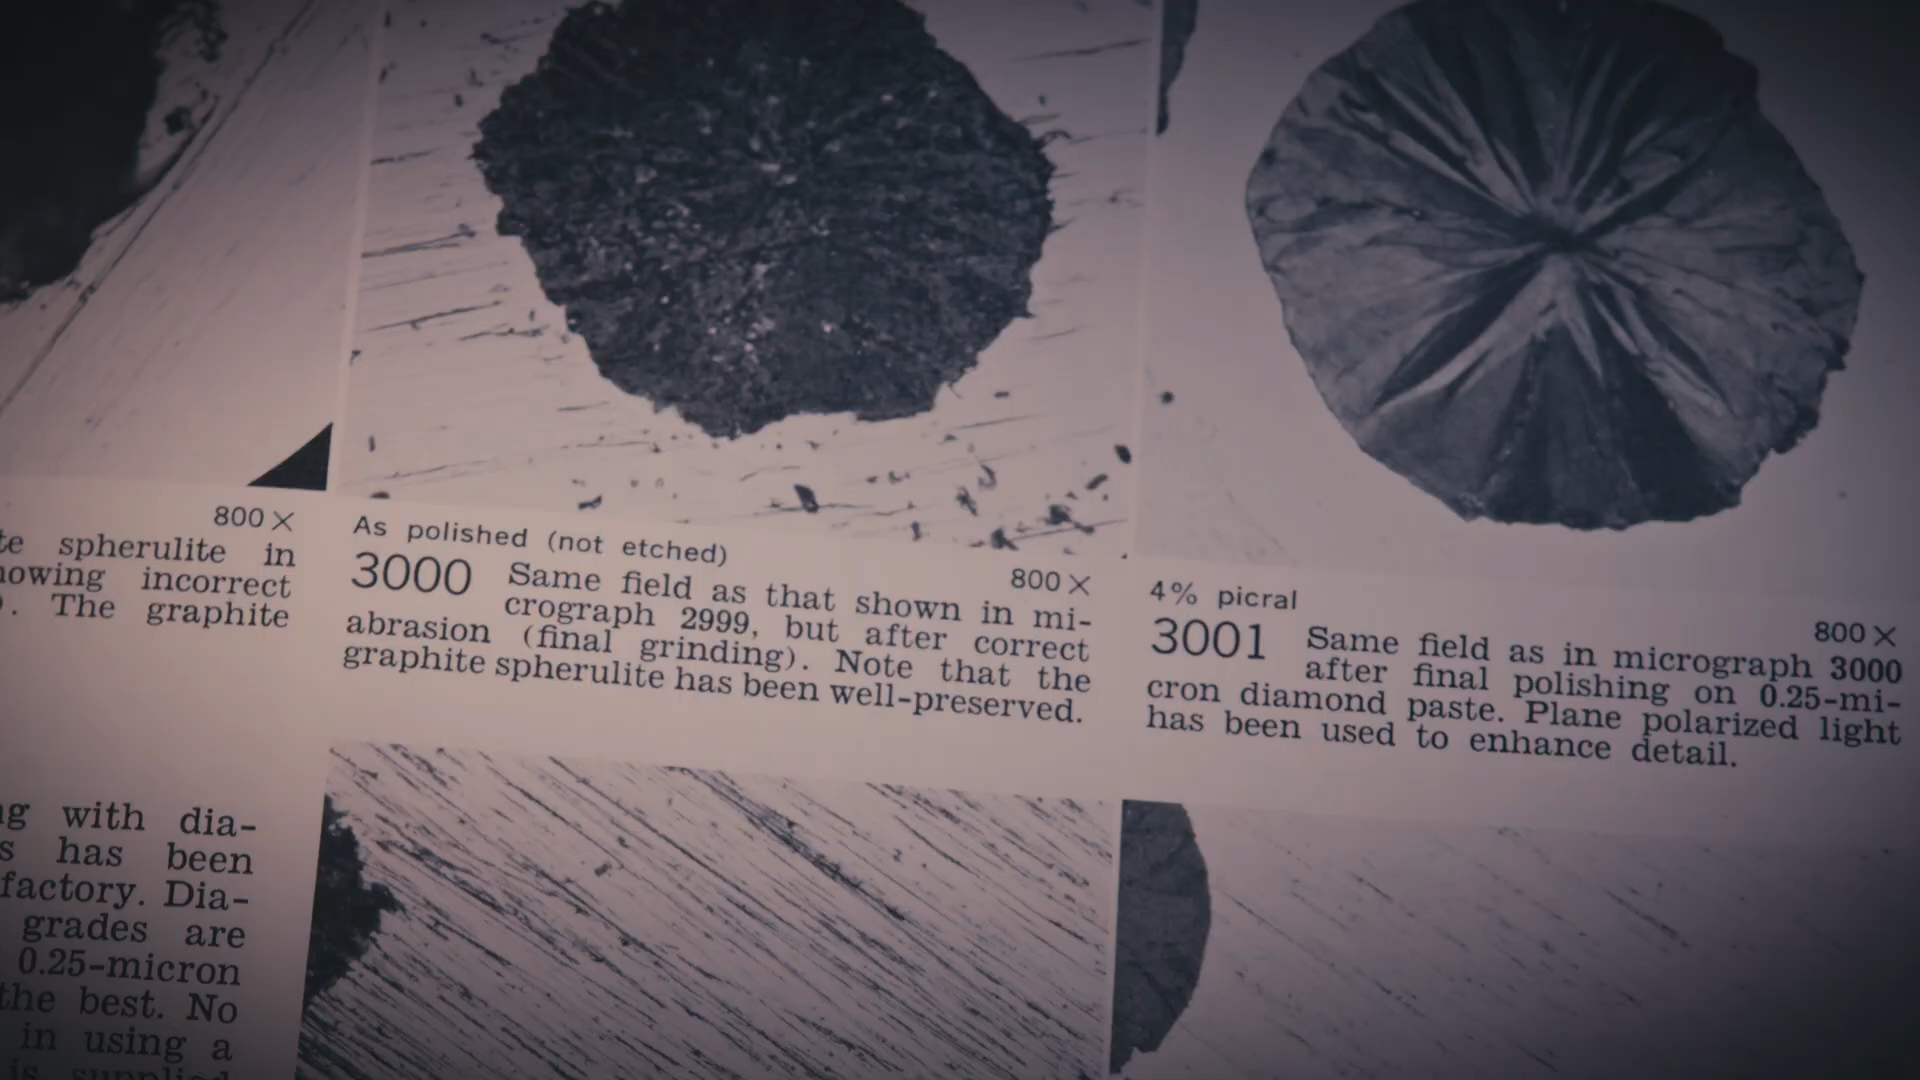 800 ×
spherulite in
incorrect
). The graphite
As polished (not etched)
800 ×
3000 Same field as that shown in mi-
crograph 2999, but after correct
abrasion (final grinding). Note that the
graphite spherulite has been well-preserved.
4% picral
800 ×
3001 Same field as in micrograph 3000
after final polishing on 0.25-mi-
cron diamond paste. Plane polarized light
has been used to enhance detail.
with dia-
has been
factory. Dia-
grades are
0.25-micron
the best. No
in using a
is supplied